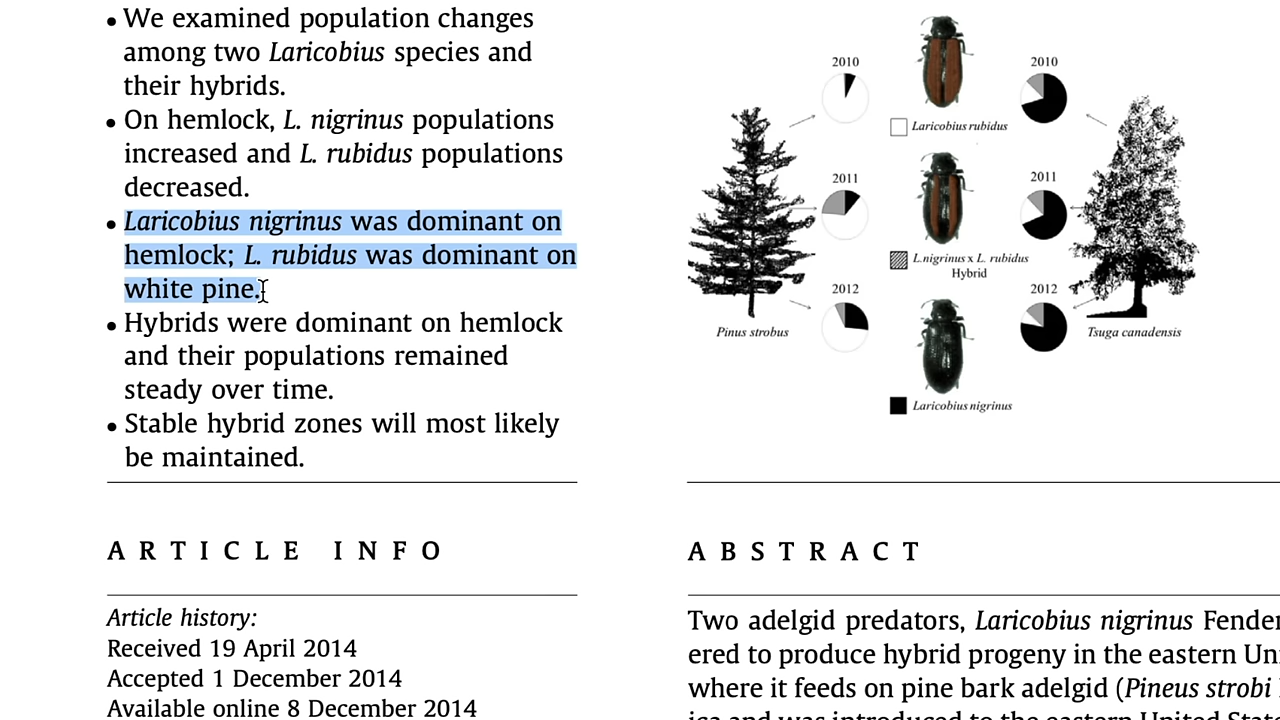 • We examined population changes
among two Laricobius species and
their hybrids.
• On hemlock, L. nigrinus populations
increased and L. rubidus populations
decreased.
• Laricobius nigrinus was dominant on
hemlock; L. rubidus was dominant on
white pine.
• Hybrids were dominant on hemlock
and their populations remained
steady over time.
• Stable hybrid zones will most likely
be maintained.
2010
2010
Laricobius rubidus
2011
2011
L.nigrinus x L. rubidus
Hybrid
2012
2012
Pinus strobus
Tsuga canadensis
Laricobius nigrinus
ARTICLE INFO
Article history:
Received 19 April 2014
Accepted 1 December 2014
Available online 8 December 2014
ABSTRACT
Two adelgid predators, Laricobius nigrinus Fender
ered to produce hybrid progeny in the eastern Un
where it feeds on pine bark adelgid (Pineus strobi